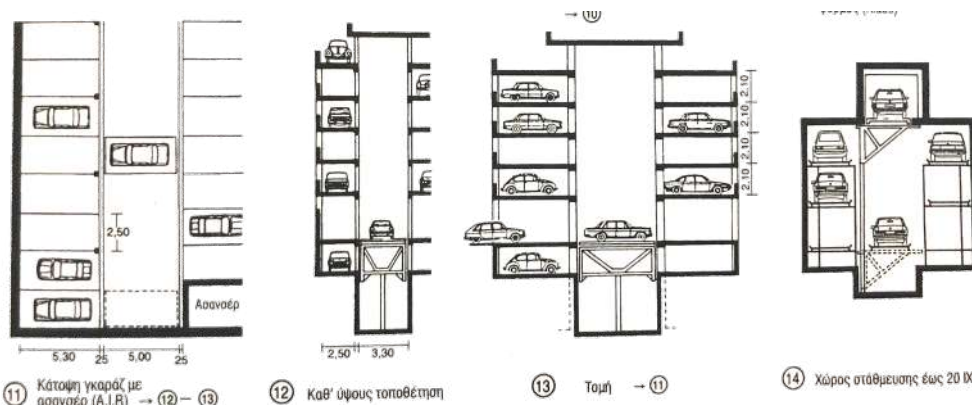 → ⑩
2,10
2,10
2,10
2,10
2,50
Ασανσέρ
5,30
25
5,00
25
2,50
3,30
⑪ Κάτοψη γκαράζ με
ασανσέρ (A.I.R) → ⑫ – ⑬
⑫ Καθ' ύψους τοποθέτηση
⑬ Τομή → ⑪
⑭ Χώρος στάθμευσης έως 20 ΙΧ